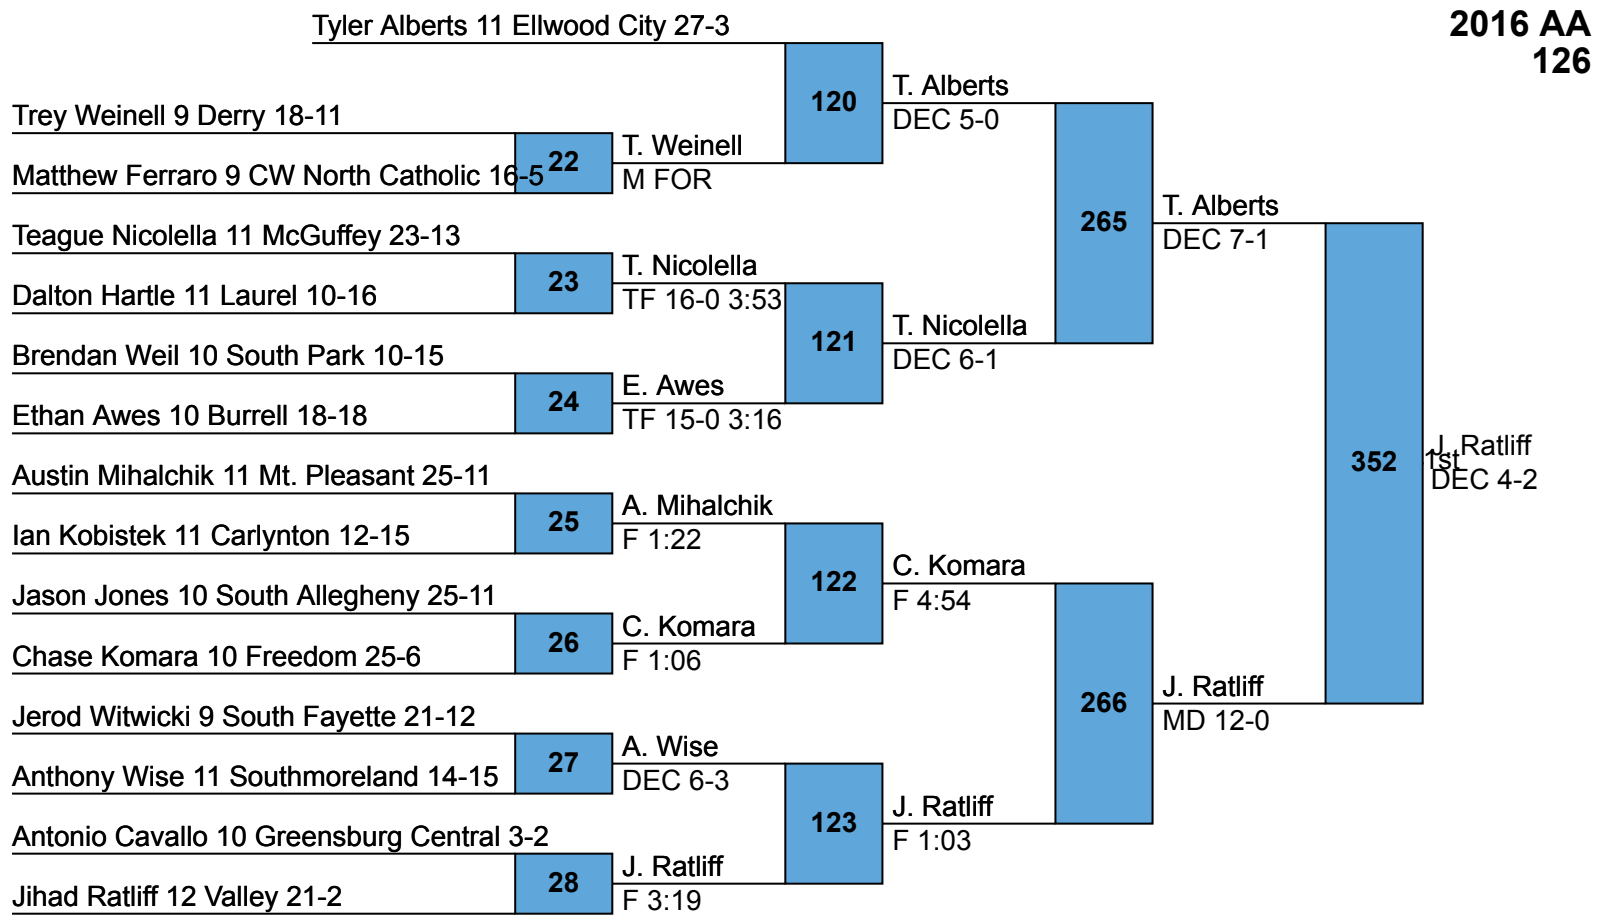 Tyler Alberts 11 Ellwood City 27-3
2016 AA
126
120
T. Alberts
DEC 5-0
Trey Weinell 9 Derry 18-11
22
T. Weinell
M FOR
Matthew Ferraro 9 CW North Catholic 16-5
265
T. Alberts
DEC 7-1
Teague Nicolella 11 McGuffey 23-13
23
T. Nicolella
TF 16-0 3:53
Dalton Hartle 11 Laurel 10-16
121
T. Nicolella
DEC 6-1
Brendan Weil 10 South Park 10-15
24
E. Awes
TF 15-0 3:16
Ethan Awes 10 Burrell 18-18
352
J. Ratliff
1st
DEC 4-2
Austin Mihalchik 11 Mt. Pleasant 25-11
25
A. Mihalchik
F 1:22
Ian Kobistek 11 Carlynton 12-15
122
C. Komara
F 4:54
Jason Jones 10 South Allegheny 25-11
26
C. Komara
F 1:06
Chase Komara 10 Freedom 25-6
266
J. Ratliff
MD 12-0
Jerod Witwicki 9 South Fayette 21-12
27
A. Wise
DEC 6-3
Anthony Wise 11 Southmoreland 14-15
123
J. Ratliff
F 1:03
Antonio Cavallo 10 Greensburg Central 3-2
28
J. Ratliff
F 3:19
Jihad Ratliff 12 Valley 21-2